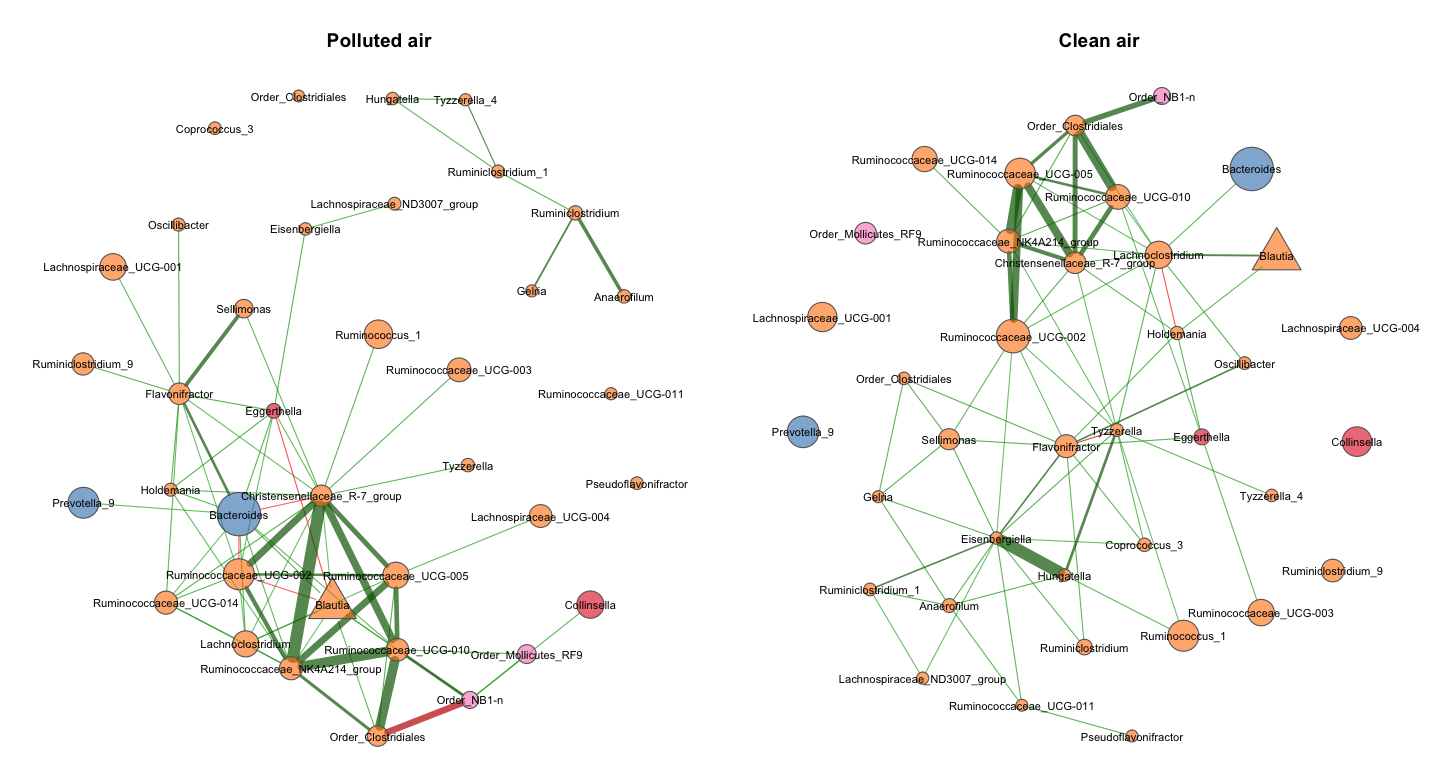 Polluted air
Order_Clostridiales
Hungatella
Tyzzerella_4
Coprococcus_3
Ruminiclostridium_1
Lachnospiraceae_ND3007_group
Ruminiclostridium
Oscillibacter
Eisenbergiella
Lachnospiraceae_UCG-001
Gelria
Anaerofilum
Sellimonas
Ruminococcus_1
Ruminiclostridium_9
Ruminococcaceae_UCG-003
Flavonifractor
Ruminococcaceae_UCG-011
Eggerthella
Tyzzerella
Pseudoflavonifractor
Holdemania
Christensenellaceae_R-7_group
Prevotella_9
Bacteroides
Lachnospiraceae_UCG-004
Ruminococcaceae_UCG-002
Ruminococcaceae_UCG-005
Ruminococcaceae_UCG-014
Blautia
Collinsella
Lachnoclostridium
Ruminococcaceae_UCG-010
Order_Mollicutes_RF9
Ruminococcaceae_NK4A214_group
Order_NB1-n
Order_Clostridiales
Clean air
Order_NB1-n
Order_Clostridiales
Ruminococcaceae_UCG-014
Ruminococcaceae_UCG-005
Bacteroides
Ruminococcaceae_UCG-010
Order_Mollicutes_RF9
Ruminococcaceae_NK4A214_group
Lachnoclostridium
Blautia
Christensenellaceae_R-7_group
Lachnospiraceae_UCG-001
Lachnospiraceae_UCG-004
Ruminococcaceae_UCG-002
Holdemania
Oscillibacter
Order_Clostridiales
Prevotella_9
Tyzzerella
Sellimonas
Flavonifractor
Eggerthella
Collinsella
Gelria
Tyzzerella_4
Eisenbergiella
Coprococcus_3
Hungatella
Ruminiclostridium_9
Ruminiclostridium_1
Anaerofilum
Ruminococcaceae_UCG-003
Ruminococcus_1
Ruminiclostridium
Lachnospiraceae_ND3007_group
Ruminococcaceae_UCG-011
Pseudoflavonifractor